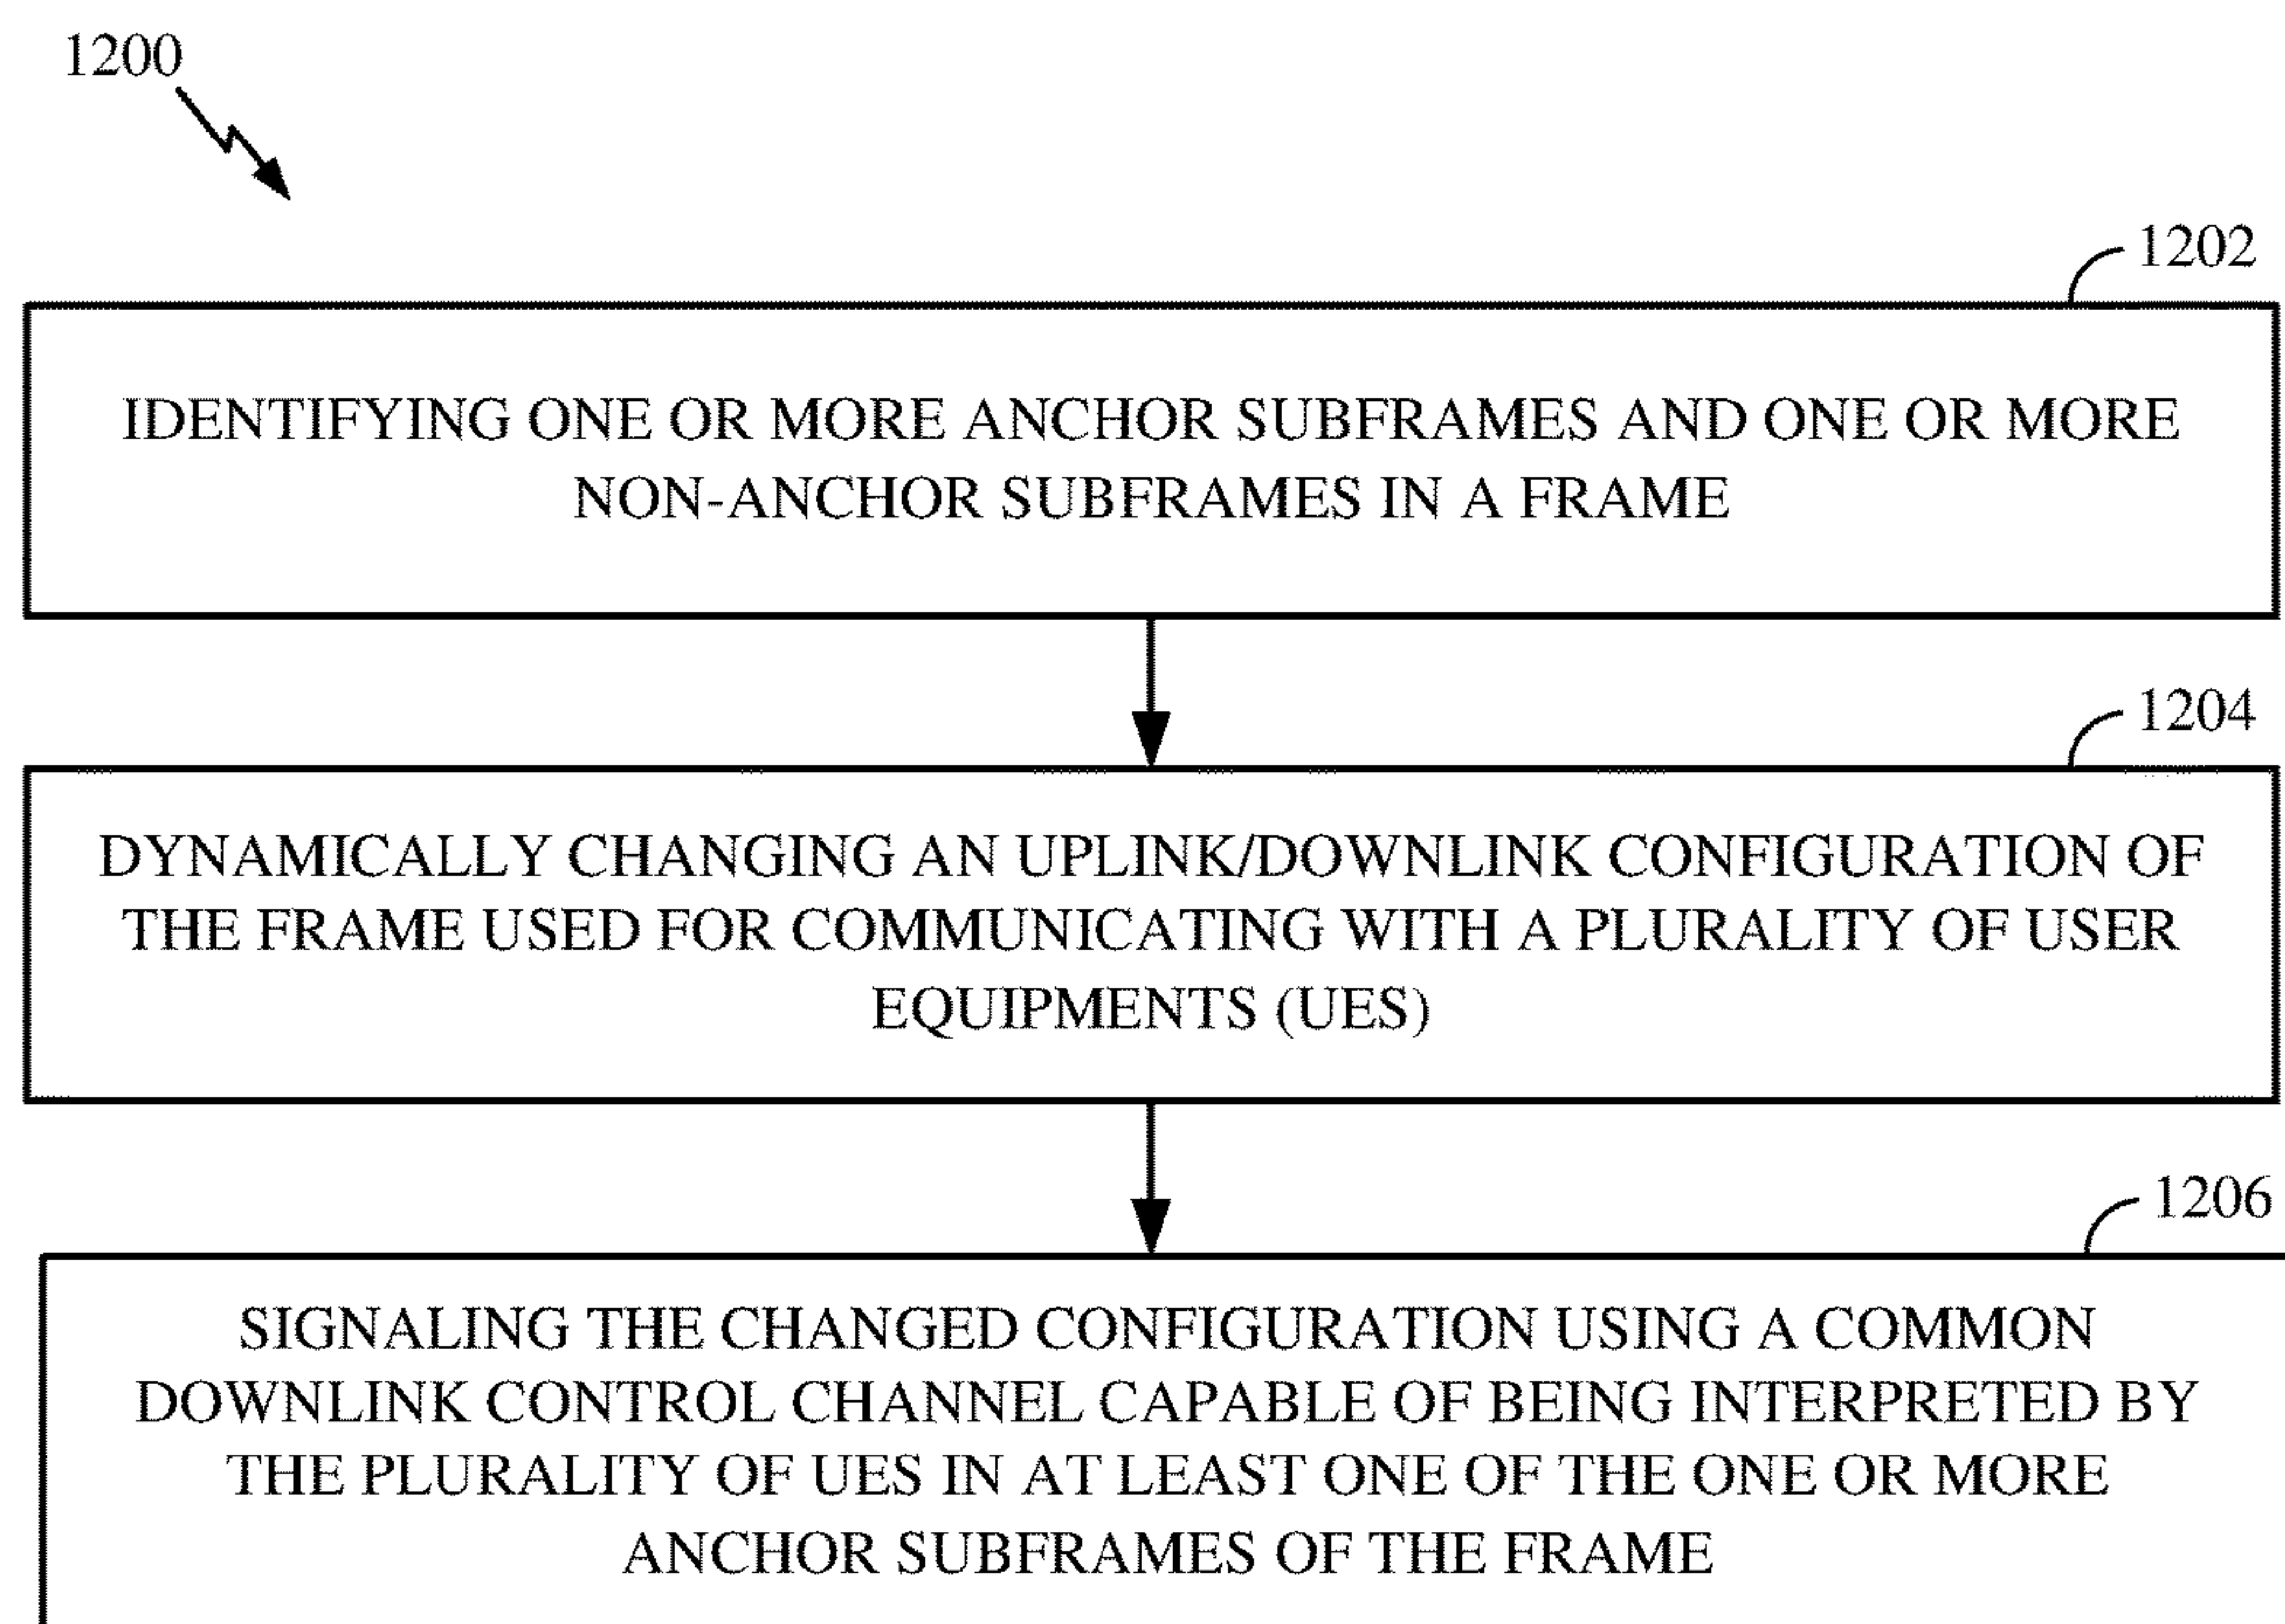 1200
1202
IDENTIFYING ONE OR MORE ANCHOR SUBFRAMES AND ONE OR MORE
NON-ANCHOR SUBFRAMES IN A FRAME
1204
DYNAMICALLY CHANGING AN UPLINK/DOWNLINK CONFIGURATION OF
THE FRAME USED FOR COMMUNICATING WITH A PLURALITY OF USER
EQUIPMENTS (UES)
1206
SIGNALING THE CHANGED CONFIGURATION USING A COMMON
DOWNLINK CONTROL CHANNEL CAPABLE OF BEING INTERPRETED BY
THE PLURALITY OF UES IN AT LEAST ONE OF THE ONE OR MORE
ANCHOR SUBFRAMES OF THE FRAME